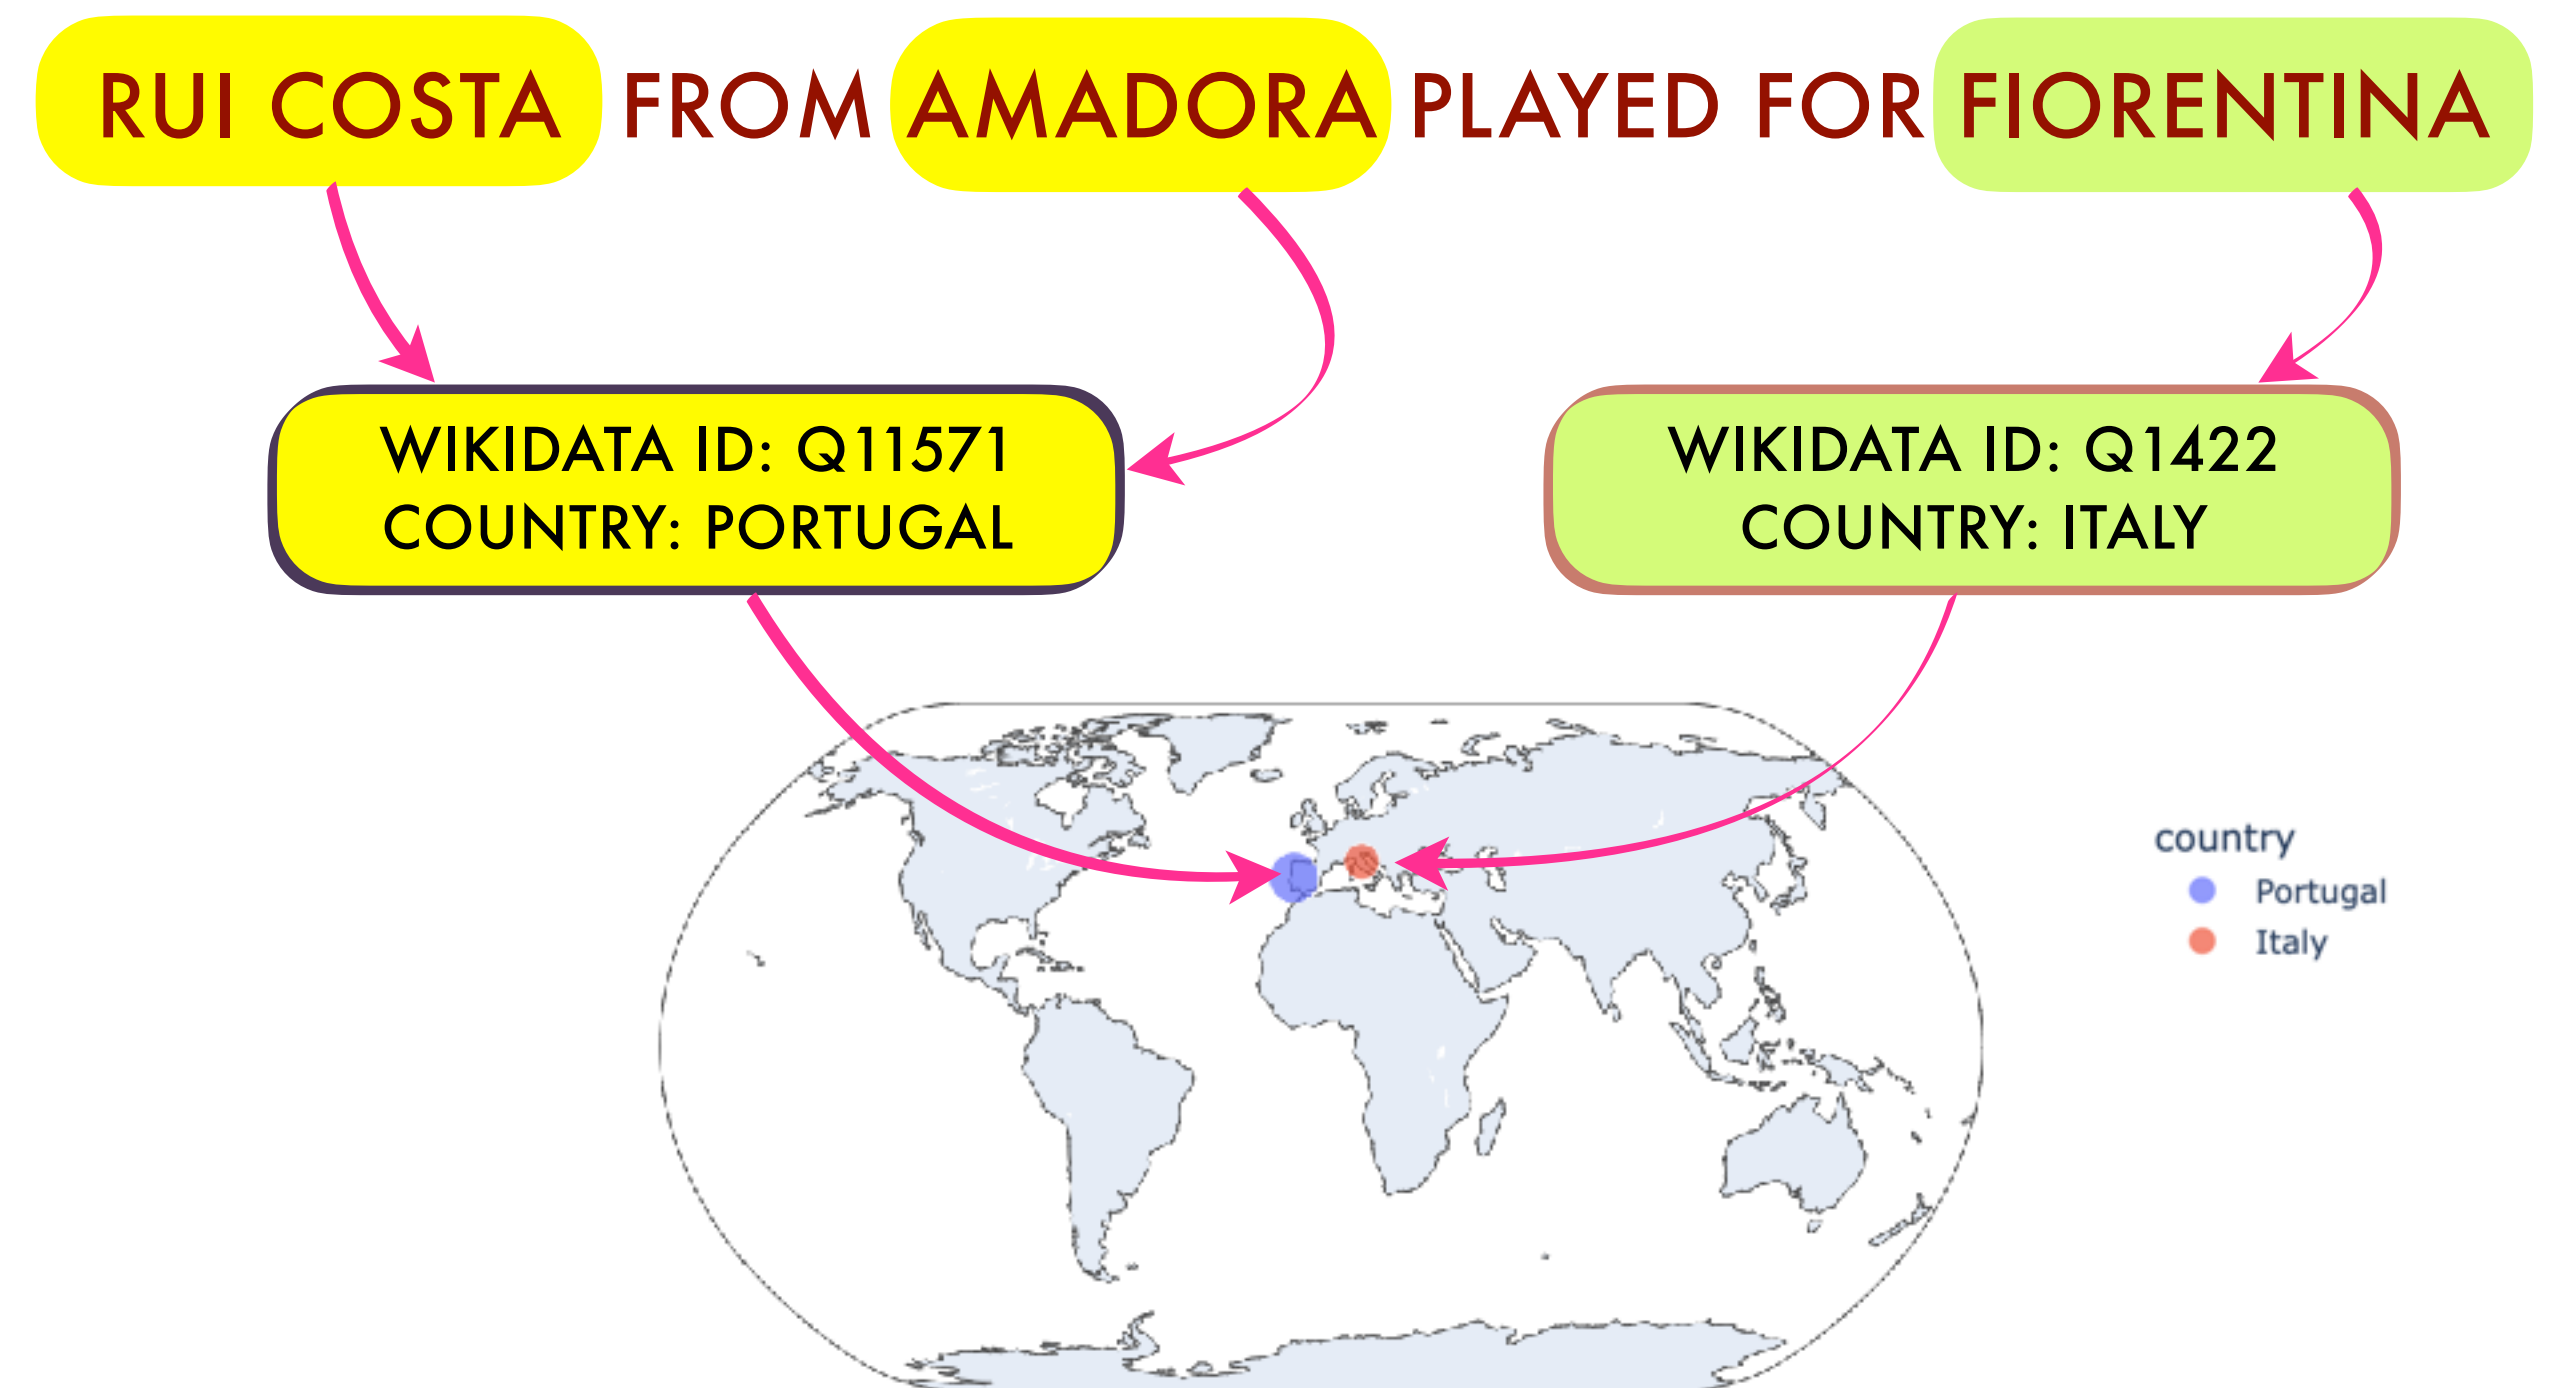 RUI COSTA FROM AMADORA PLAYED FOR FIORENTINA
WIKIDATA ID: Q11571
COUNTRY: PORTUGAL
WIKIDATA ID: Q1422
COUNTRY: ITALY
country
Portugal
Italy